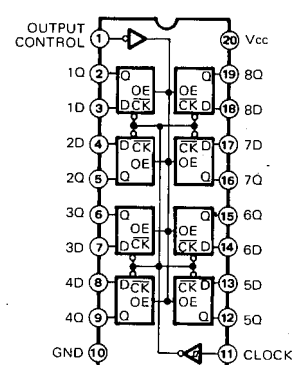 OUTPUT
CONTROL 1 20 Vcc
1Q 2 Q Q 19 8Q
OE OE
1D 3 D CK CK D 18 8D
2D 4 D CK CK D 17 7D
OE OE
2Q 5 Q Q 16 7Q
3Q 6 Q Q 15 6Q
OE OE
3D 7 D CK CK D 14 6D
4D 8 D CK CK D 13 5D
OE OE
4Q 9 Q Q 12 5Q
GND 10 11 CLOCK